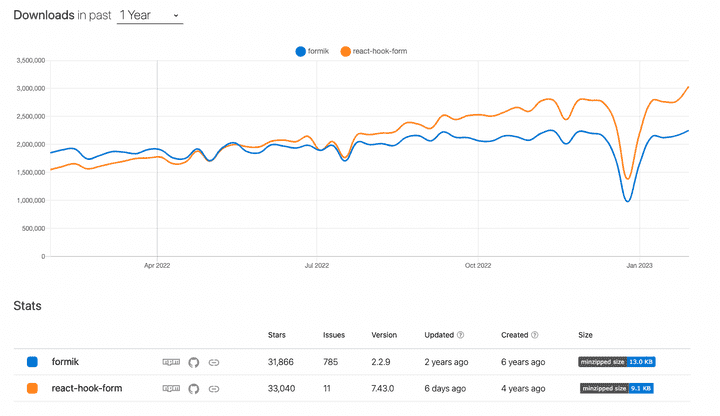 Downloads in past 1 Year
formik react-hook-form
3,500,000
3,000,000
2,500,000
2,000,000
1,500,000
1,000,000
500,000
0
Apr 2022 Jul 2022 Oct 2022 Jan 2023
Stats
Stars Issues Version Updated Created Size
formik 31,866 785 2.2.9 2 years ago 6 years ago minzipped size 13.0 KB
react-hook-form 33,040 11 7.43.0 6 days ago 4 years ago minzipped size 9.1 KB